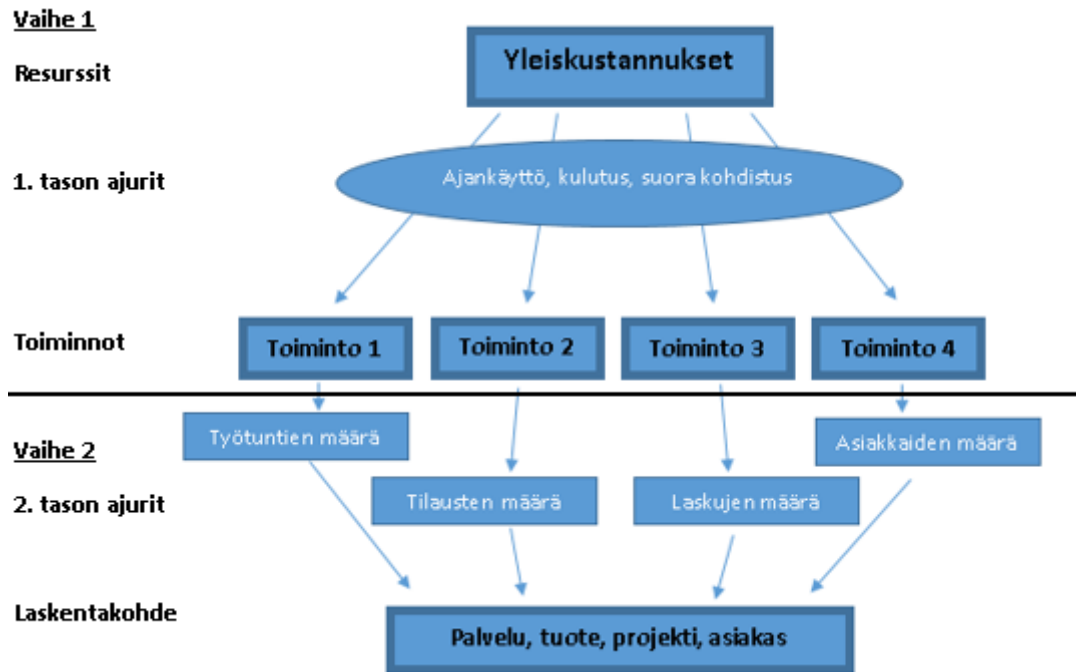 Vaihe 1
Yleiskustannukset
Resurssit
1. tason ajurit
Ajankäyttö, kulutus, suora kohdistus
Toiminnot
Toiminto 1
Toiminto 2
Toiminto 3
Toiminto 4
Työtuntien määrä
Asiakkaiden määrä
Vaihe 2
2. tason ajurit
Tilausten määrä
Laskujen määrä
Laskentakohde
Palvelu, tuote, projekti, asiakas